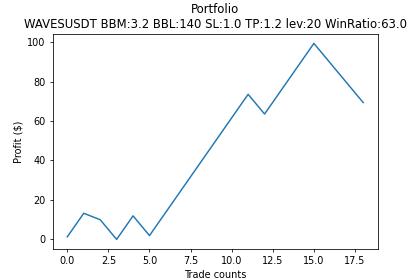 Portfolio
WAVESUSDT BBM:3.2 BBL:140 SL:1.0 TP:1.2 lev:20 WinRatio:63.0
100
80
60
40
20
0
Profit ($)
0.0 2.5 5.0 7.5 10.0 12.5 15.0 17.5
Trade counts